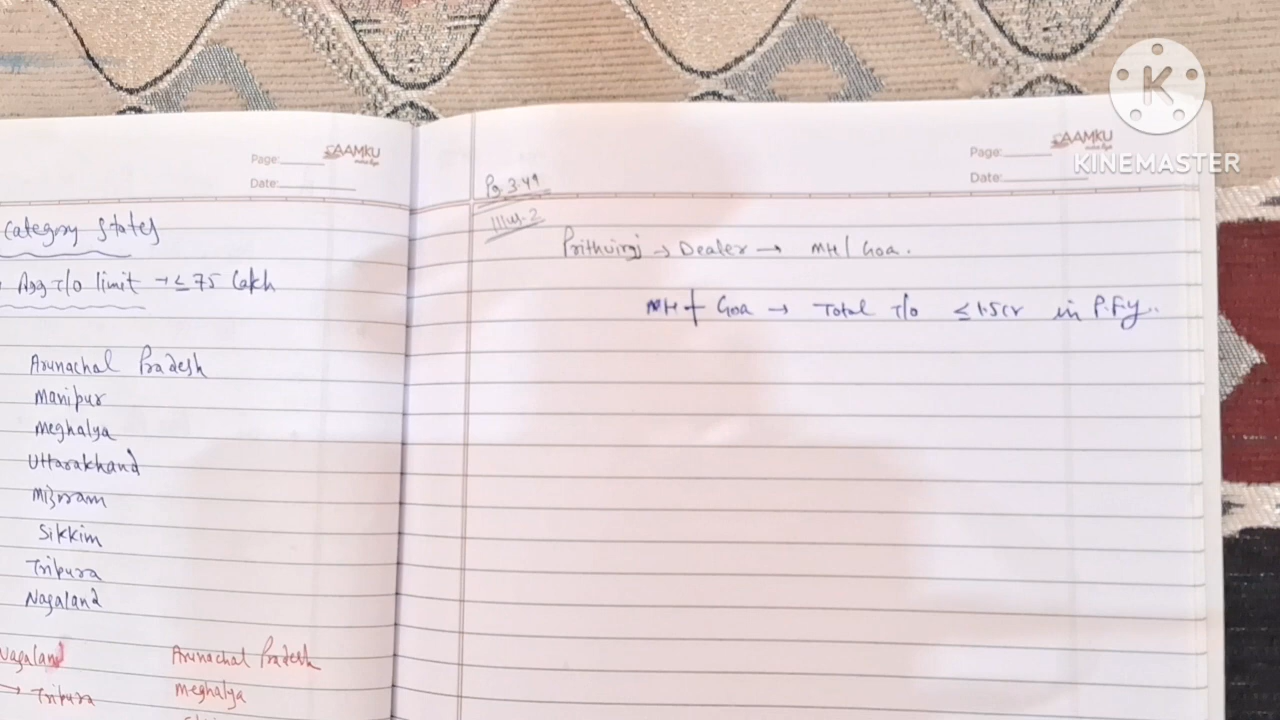 Page:
SAAMKU
Date:
Category States
Agg T/O limit → ≤ 75 Lakh
Arunachal Pradesh
Manipur
Meghalya
Uttarakhand
Mizoram
Sikkim
Tripura
Nagaland
Nagaland
Arunachal Pradesh
→ Tripura
Meghalya
Page:
SAAMKU
Date:
Pg. 3.49
Illus. 2
Prithviraj → Dealer → MH / Goa.
MH + Goa → Total T/O ≤ 1.5 cr in P.F.y..
K
KINEMASTER